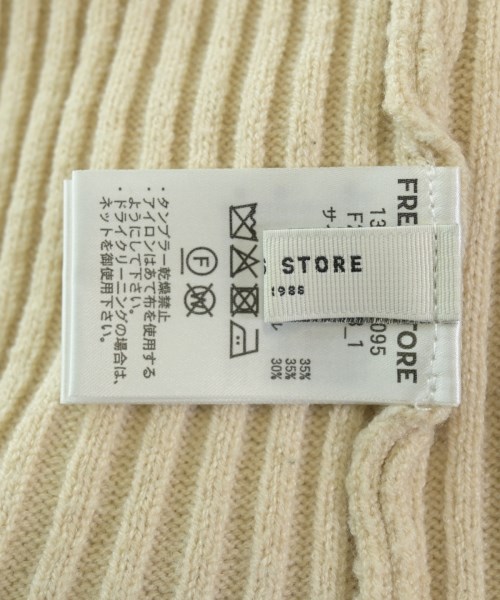 STORE
1988
FRE
STORE
13
095
F
_1
サ
35%
35%
30%
F
W
・タンブラー乾燥禁止
・アイロンはあて布を使用する
ようにして下さい。
・ドライクリーニングの場合は、
ネットを御使用下さい。